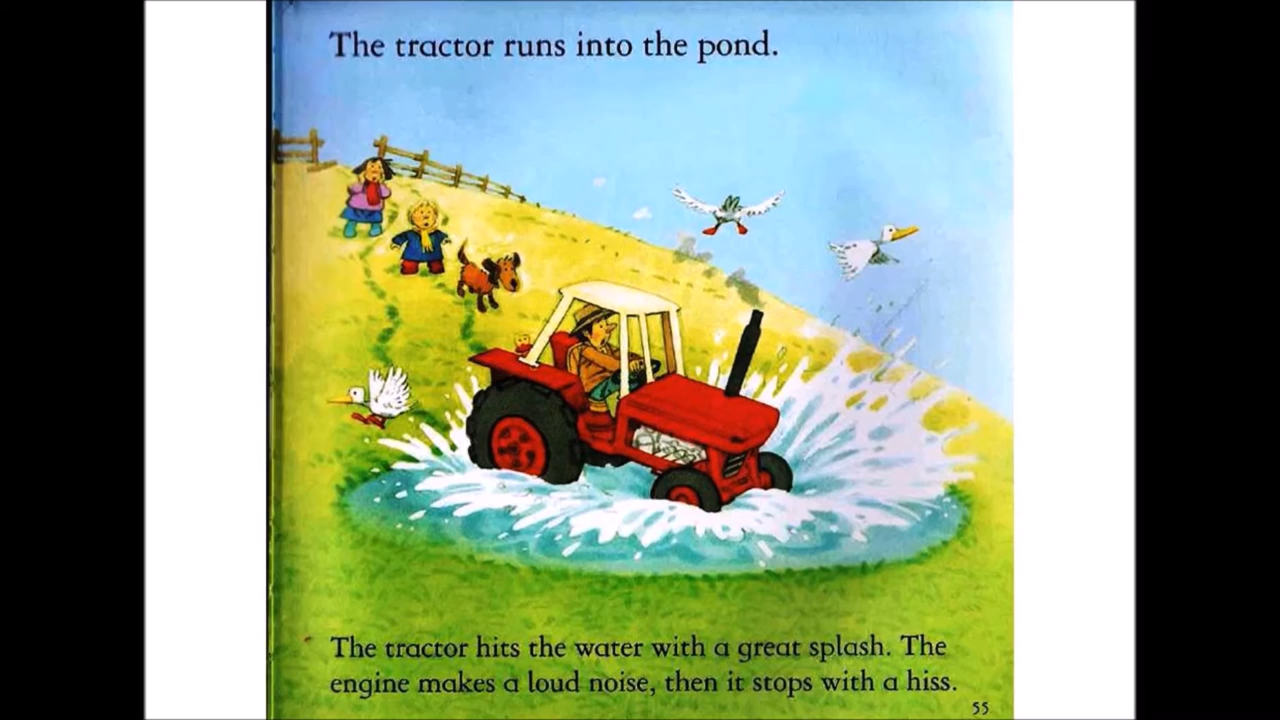 The tractor runs into the pond.
The tractor hits the water with a great splash. The
engine makes a loud noise, then it stops with a hiss.
55